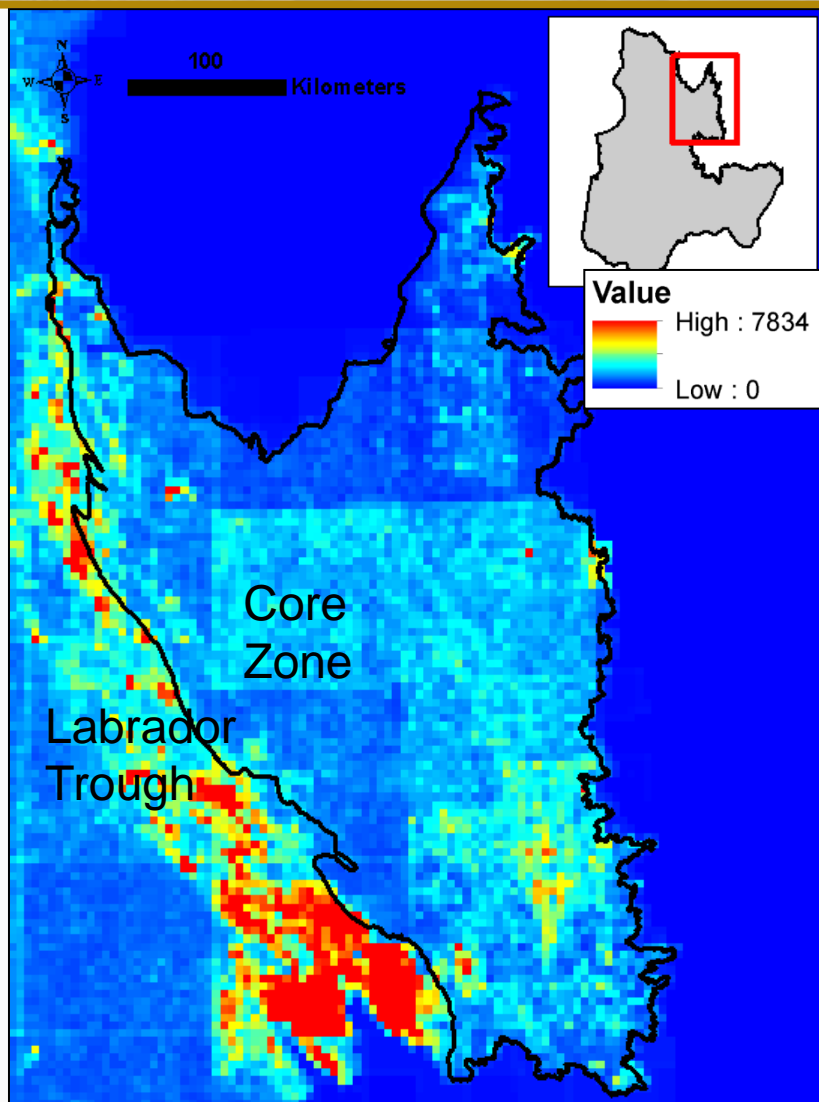 N
W E
S
100
Kilometers
Value
High : 7834
Low : 0
Core
Zone
Labrador
Trough